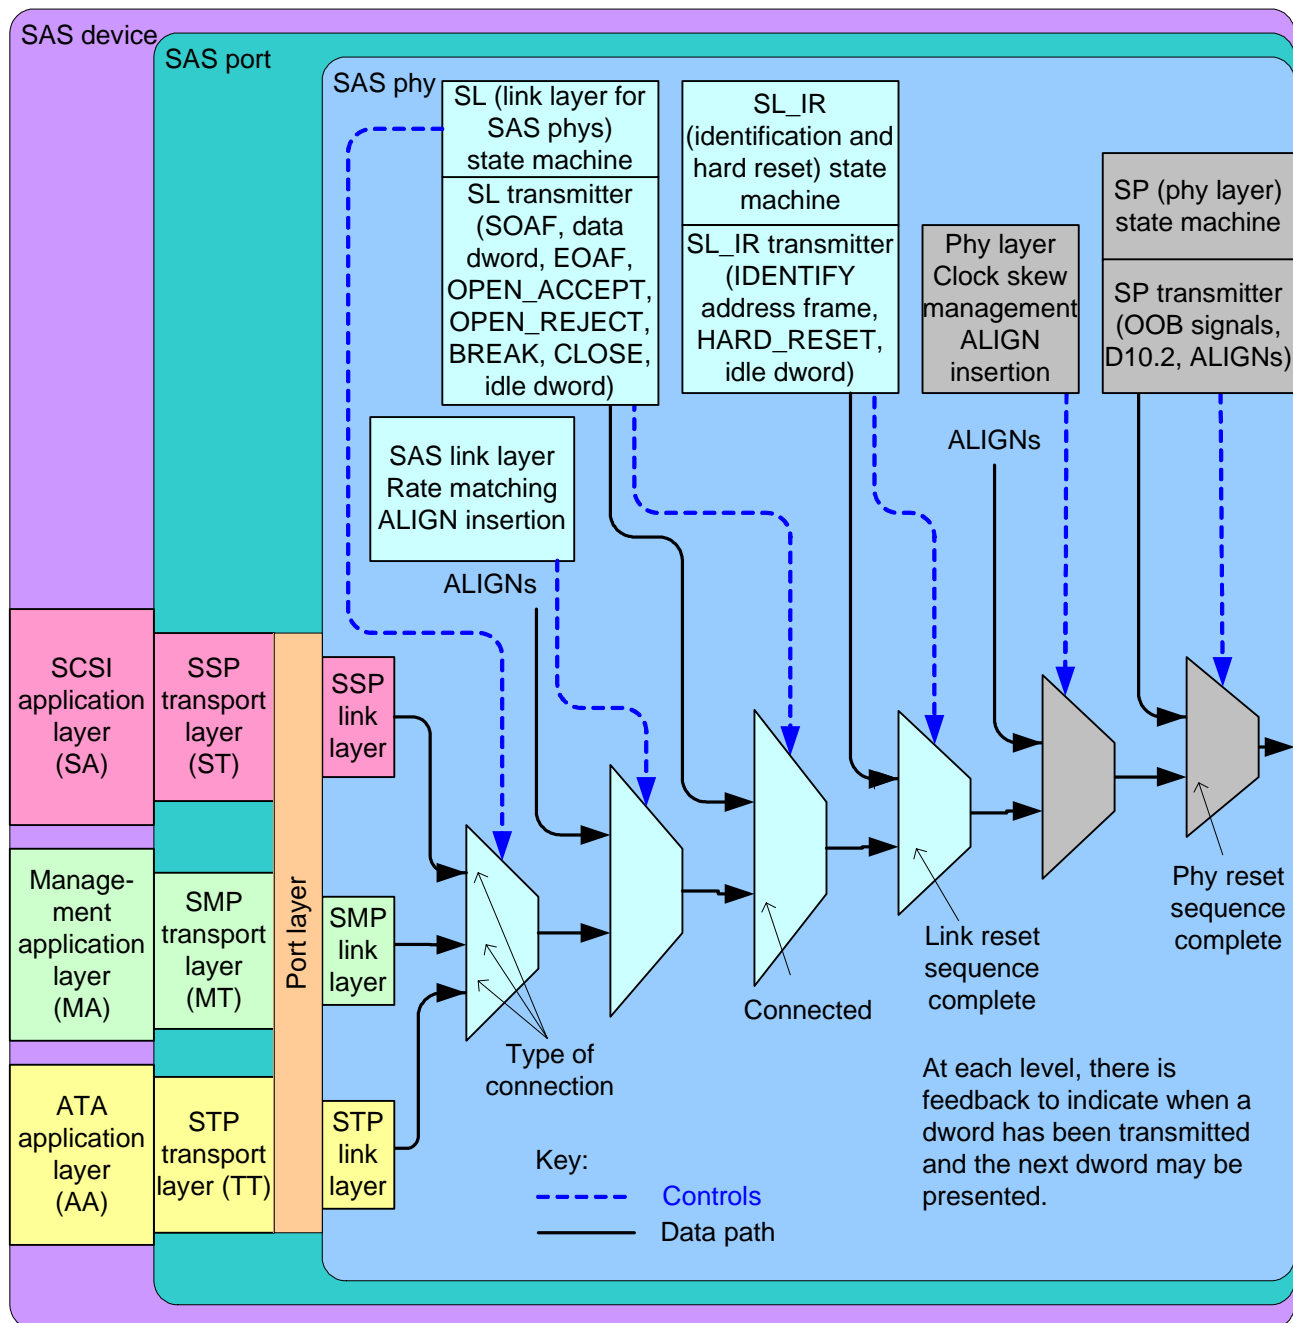 SAS device
SAS port
SAS phy
SL (link layer for
SAS phys)
state machine
SL transmitter
(SOAF, data
dword, EOAF,
OPEN_ACCEPT,
OPEN_REJECT,
BREAK, CLOSE,
idle dword)
SL_IR
(identification and
hard reset) state
machine
SL_IR transmitter
(IDENTIFY
address frame,
HARD_RESET,
idle dword)
Phy layer
Clock skew
management
ALIGN
insertion
SP (phy layer)
state machine
SP transmitter
(OOB signals,
D10.2, ALIGNs)
SAS link layer
Rate matching
ALIGN insertion
ALIGNs
ALIGNs
SCSI
application
layer
(SA)
SSP
transport
layer
(ST)
SSP
link
layer
Manage-
ment
application
layer
(MA)
SMP
transport
layer
(MT)
Port layer
SMP
link
layer
ATA
application
layer
(AA)
STP
transport
layer (TT)
STP
link
layer
Type of
connection
Connected
Link reset
sequence
complete
Phy reset
sequence
complete
At each level, there is
feedback to indicate when a
dword has been transmitted
and the next dword may be
presented.
Key:
Controls
Data path